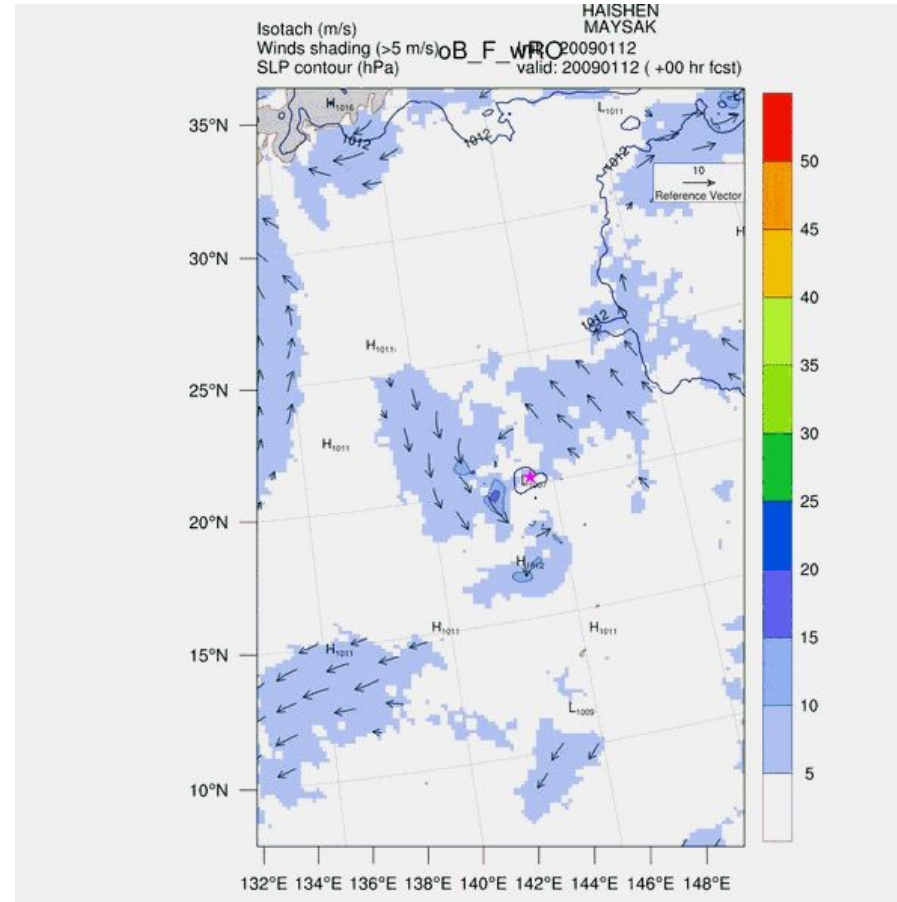 HAISHEN
MAYSAK
Isotach (m/s)
Winds shading (>5 m/s)
oB_F_wRO
20090112
SLP contour (hPa)
valid: 20090112 ( +00 hr fcst)
H1016
L1011
35°N
1012
1012
1012
50
10
Reference Vector
45
H
30°N
40
1012
H1011
35
25°N
H1011
30
25
20°N
H1012
20
H1011
H1011
15
15°N
H1011
L1009
10
10°N
5
132°E 134°E 136°E 138°E 140°E 142°E 144°E 146°E 148°E